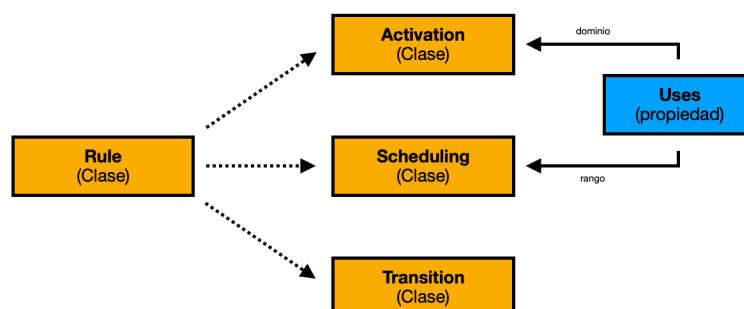 Activation
(Clase)
dominio
Uses
(propiedad)
Rule
(Clase)
Scheduling
(Clase)
rango
Transition
(Clase)